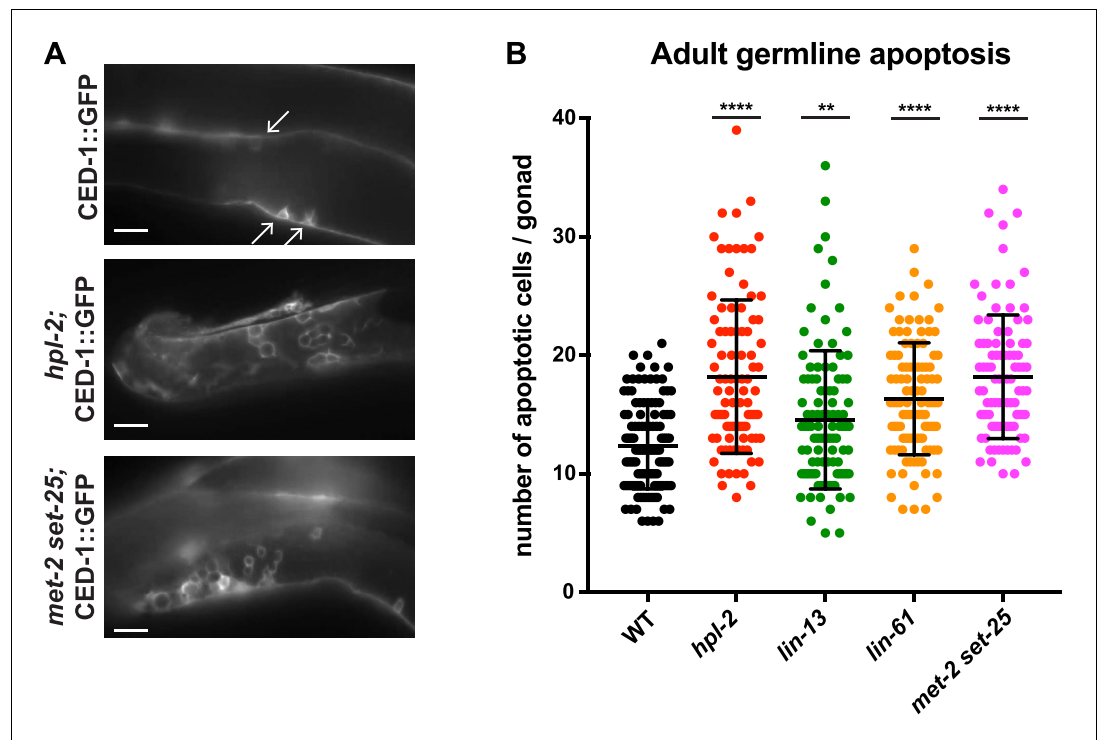 A
CED-1::GFP
hpl-2;
CED-1::GFP
met-2 set-25;
CED-1::GFP
B
Adult germline apoptosis
number of apoptotic cells / gonad
40
30
20
10
0
****
**
****
****
WT
hpl-2
lin-13
lin-61
met-2 set-25